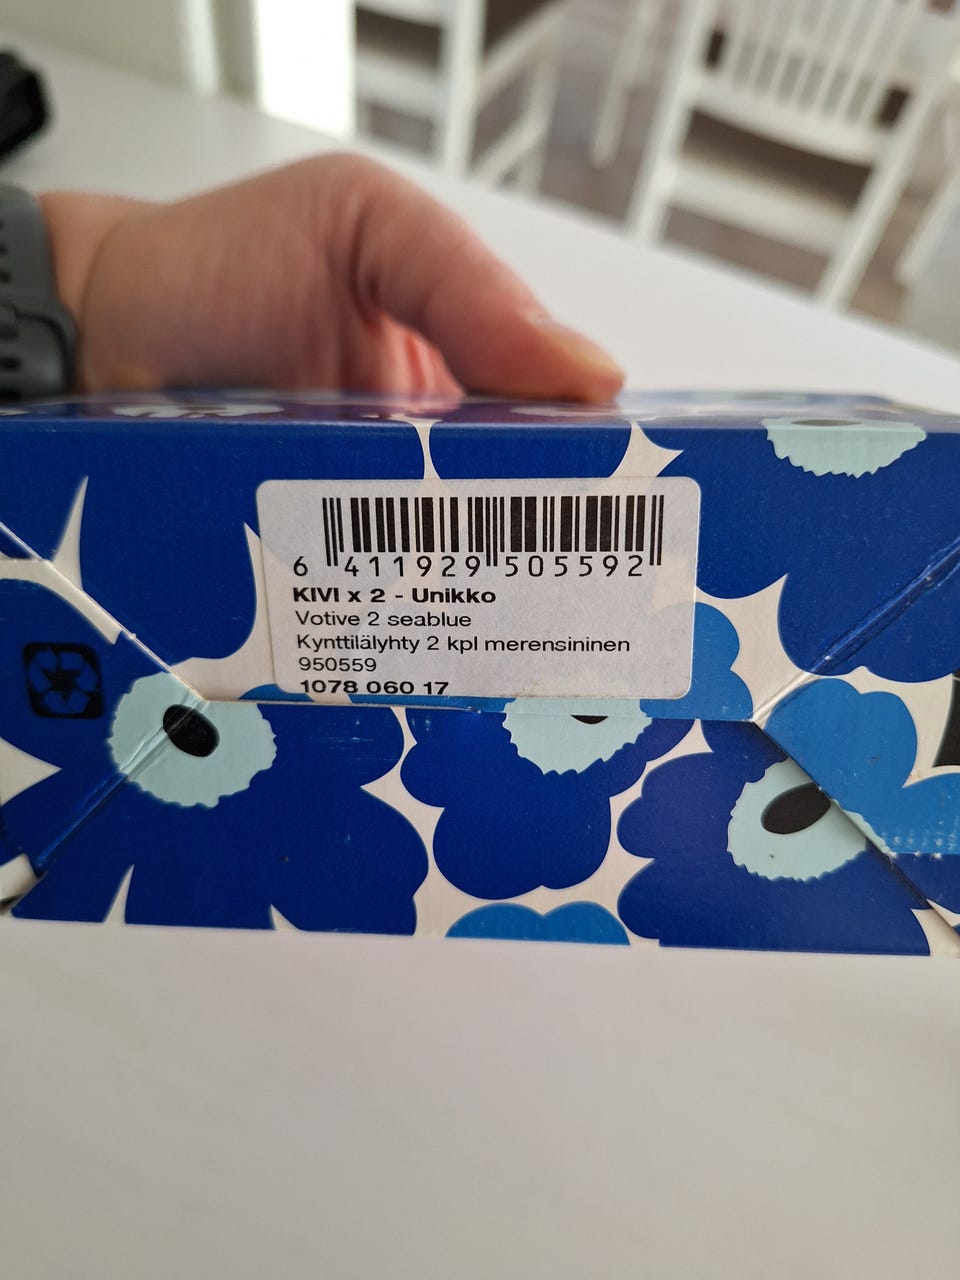 6 411929 505592
KIVI x 2 - Unikko
Votive 2 seablue
Kynttilälyhty 2 kpl merensininen
950559
1078 060 17